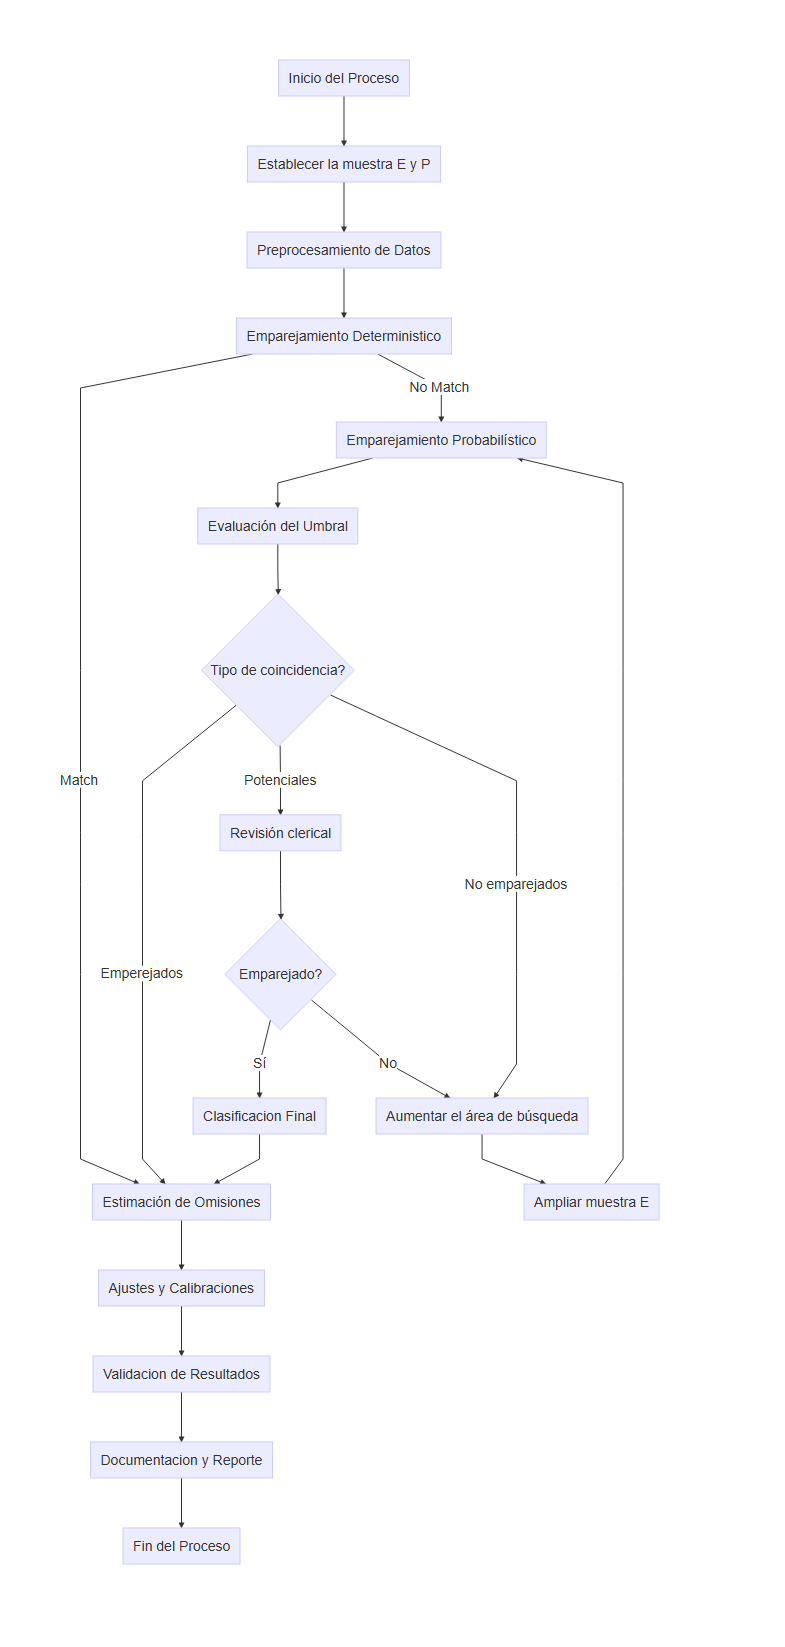 Inicio del Proceso
Establecer la muestra E y P
Preprocesamiento de Datos
Emparejamiento Deterministico
No Match
Emparejamiento Probabilístico
Evaluación del Umbral
Tipo de coincidencia?
Match
Potenciales
Revisión clerical
No emparejados
Emperejados
Emparejado?
Sí
No
Clasificacion Final
Aumentar el área de búsqueda
Estimación de Omisiones
Ampliar muestra E
Ajustes y Calibraciones
Validacion de Resultados
Documentacion y Reporte
Fin del Proceso